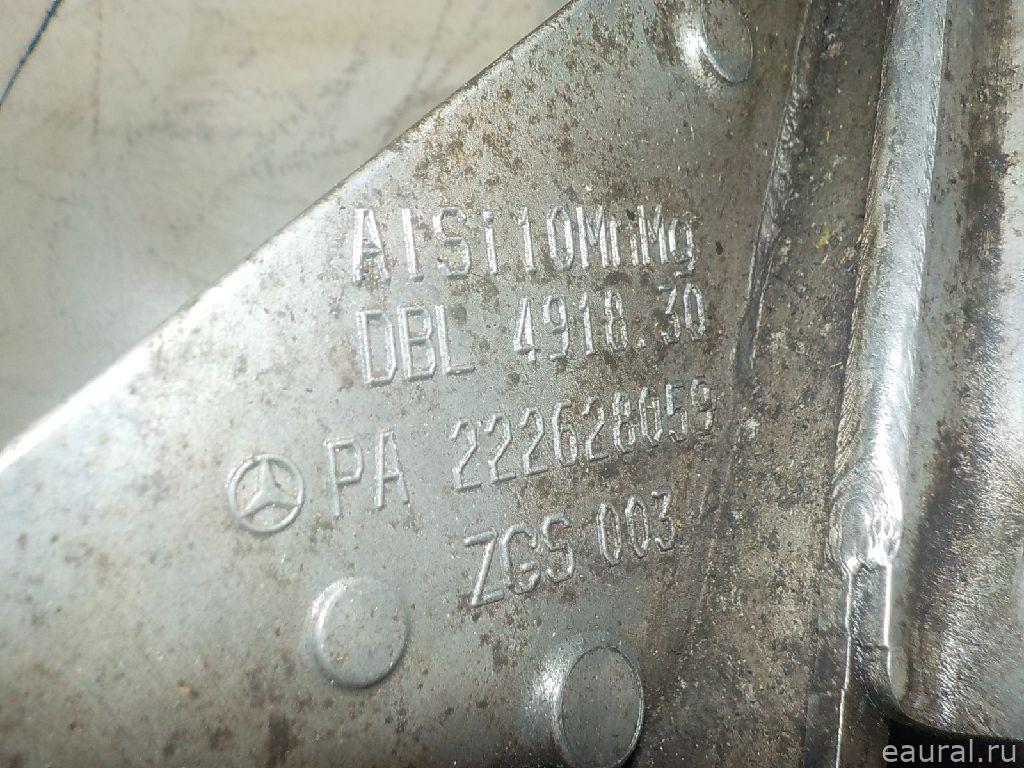 AlSi10MnMg
DBL 4918.30
PA 222628059
ZGS 003
eaural.ru